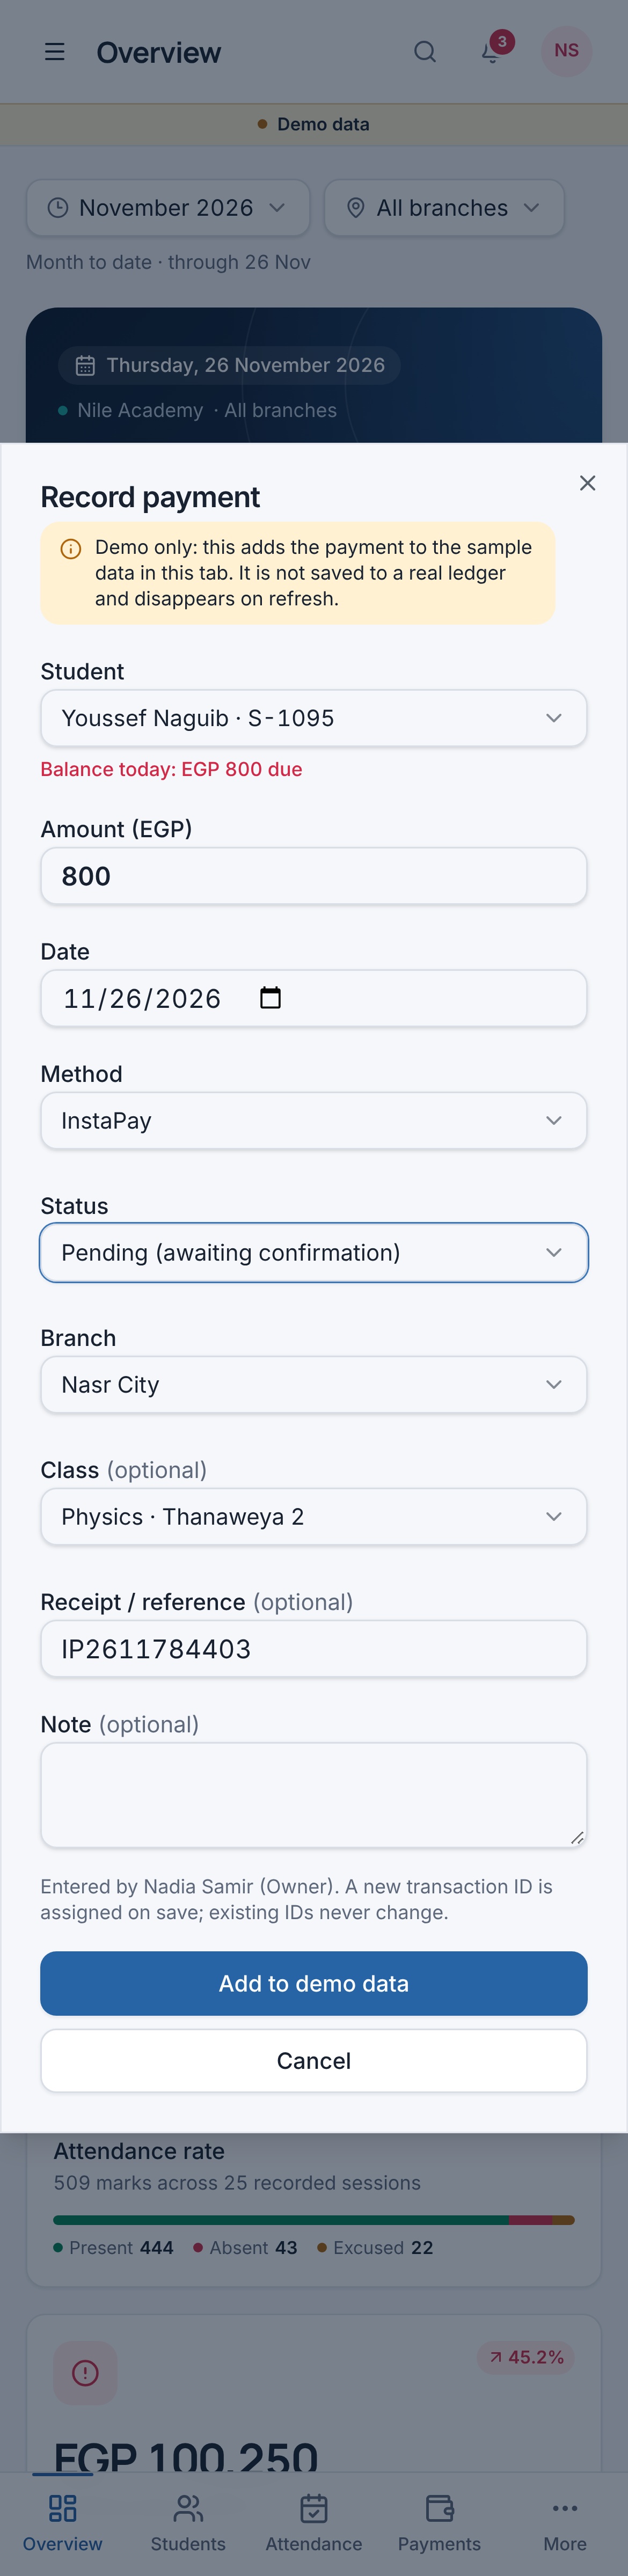 Overview
3
NS
Demo data
November 2026
All branches
Month to date · through 26 Nov
Thursday, 26 November 2026
Nile Academy · All branches
Record payment
Demo only: this adds the payment to the sample
data in this tab. It is not saved to a real ledger
and disappears on refresh.
Student
Youssef Naguib · S-1095
Balance today: EGP 800 due
Amount (EGP)
800
Date
11/26/2026
Method
InstaPay
Status
Pending (awaiting confirmation)
Branch
Nasr City
Class (optional)
Physics · Thanaweya 2
Receipt / reference (optional)
IP2611784403
Note (optional)
Entered by Nadia Samir (Owner). A new transaction ID is
assigned on save; existing IDs never change.
Add to demo data
Cancel
Attendance rate
509 marks across 25 recorded sessions
Present 444 Absent 43 Excused 22
45.2%
EGP 100,250
Overview
Students
Attendance
Payments
More